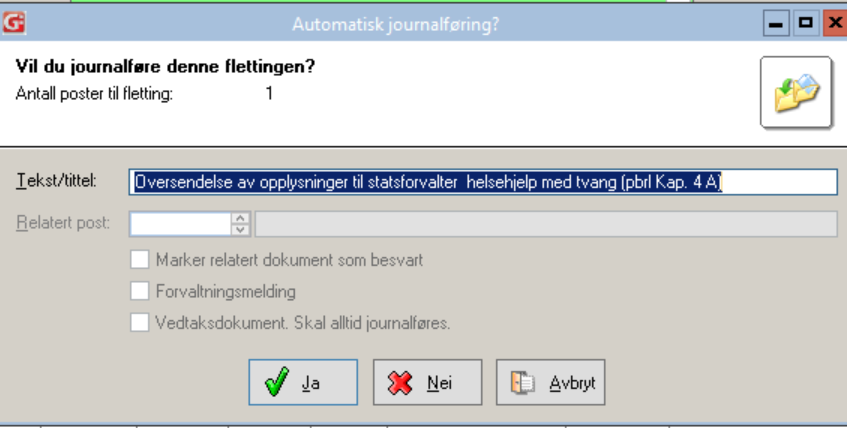 Automatisk journalføring?
Vil du journalføre denne flettingen?
Antall poster til fletting: 1
Tekst/tittel: Oversendelse av opplysninger til statsforvalter  helsehjelp med tvang (pbrl Kap. 4 A)
Relatert post:
Marker relatert dokument som besvart
Forvaltningsmelding
Vedtaksdokument. Skal alltid journalføres.
Ja Nei Avbryt